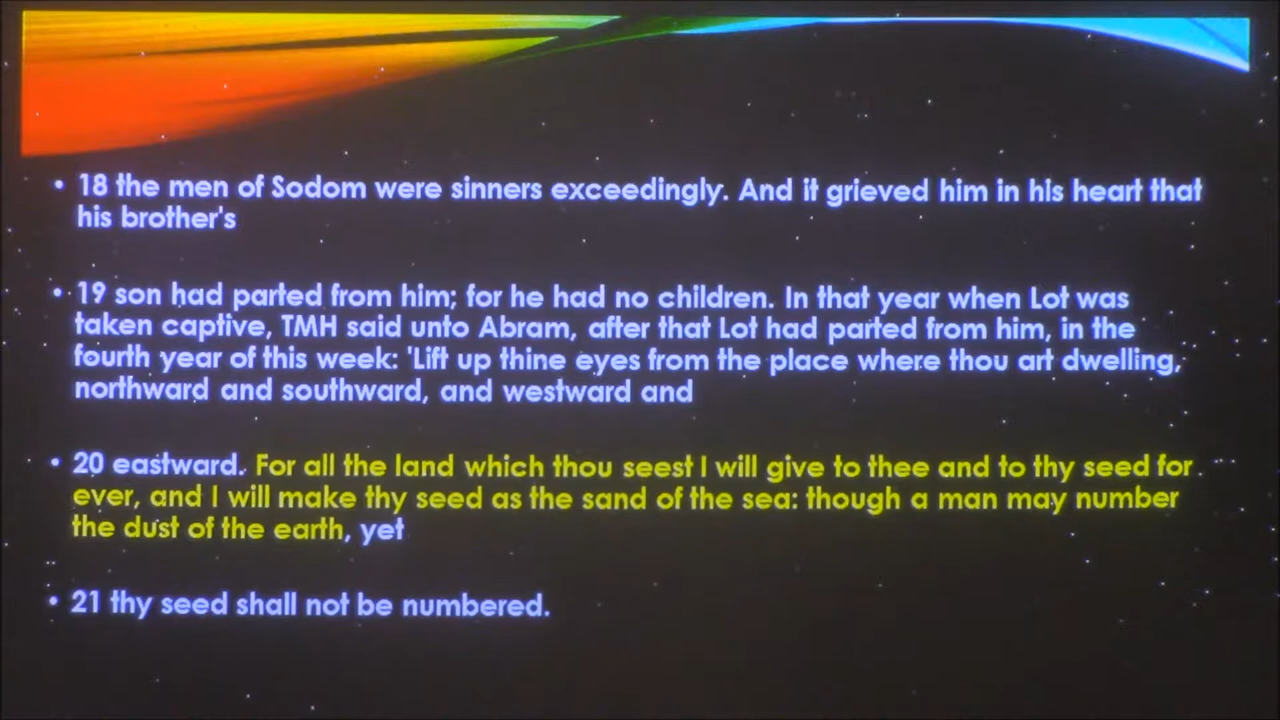 • 18 the men of Sodom were sinners exceedingly. And it grieved him in his heart that
his brother's
• 19 son had parted from him; for he had no children. In that year when Lot was
taken captive, TMH said unto Abram, after that Lot had parted from him, in the
fourth year of this week: 'Lift up thine eyes from the place where thou art dwelling,
northward and southward, and westward and
• 20 eastward. For all the land which thou seest I will give to thee and to thy seed for
ever, and I will make thy seed as the sand of the sea: though a man may number
the dust of the earth, yet
• 21 thy seed shall not be numbered.